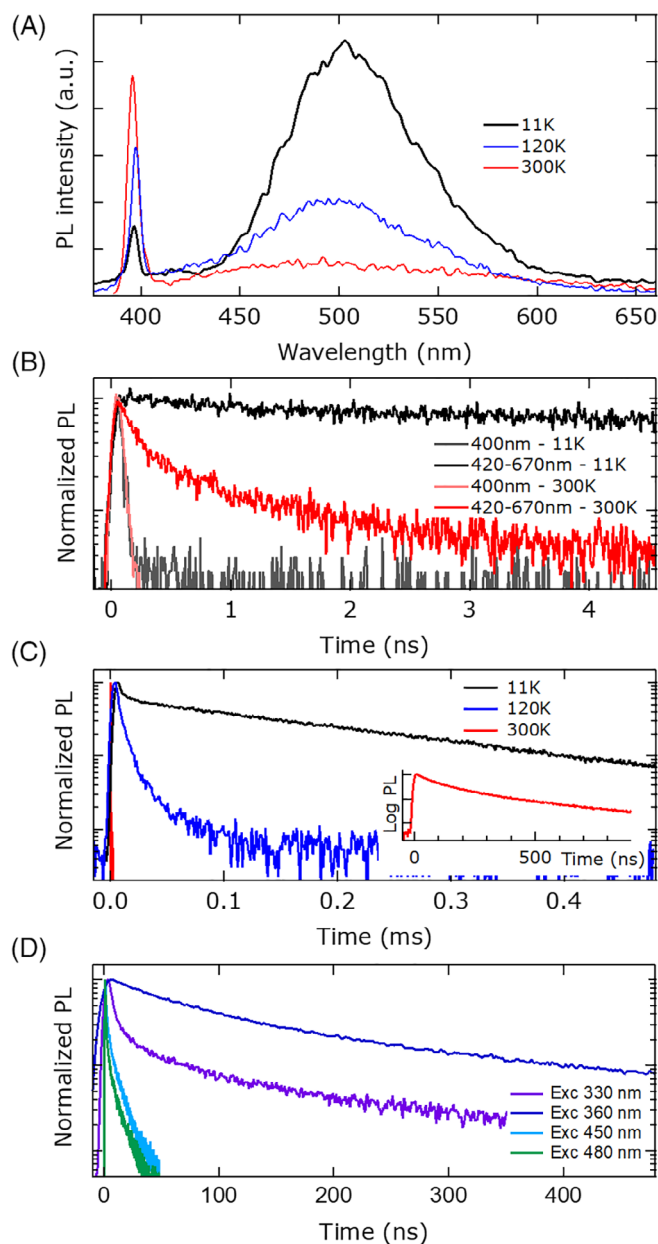 (A)
PL intensity (a.u.)
11K
120K
300K
400 450 500 550 600 650
Wavelength (nm)
(B)
Normalized PL
400nm - 11K
420-670nm - 11K
400nm - 300K
420-670nm - 300K
0 1 2 3 4
Time (ns)
(C)
Normalized PL
11K
120K
300K
Log PL
0 500 Time (ns)
0.0 0.1 0.2 0.3 0.4
Time (ms)
(D)
Normalized PL
Exc 330 nm
Exc 360 nm
Exc 450 nm
Exc 480 nm
0 100 200 300 400
Time (ns)